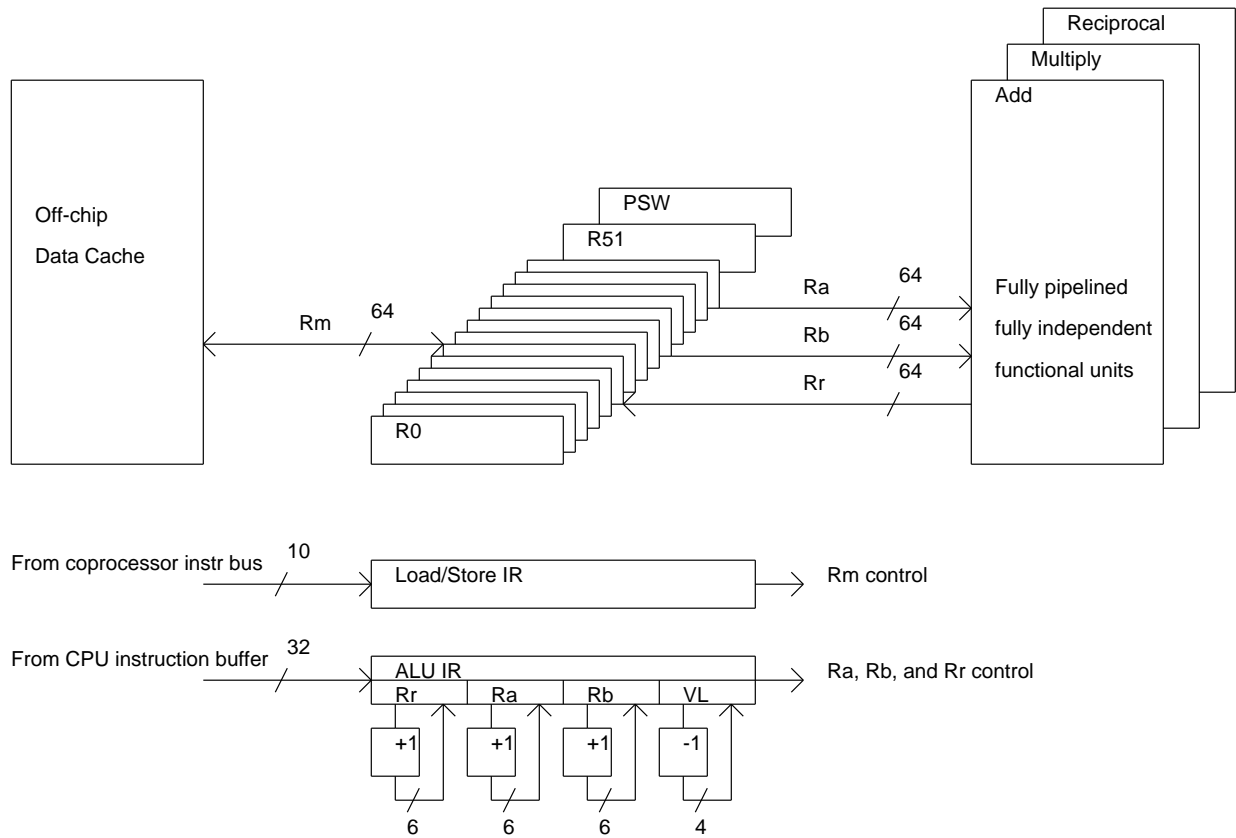 Reciprocal
Multiply
Add
Off-chip
Data Cache
PSW
R51
R0
Rm
64
Ra
64
Rb
64
Rr
64
Fully pipelined
fully independent
functional units
From coprocessor instr bus
10
Load/Store IR
Rm control
From CPU instruction buffer
32
ALU IR
Ra, Rb, and Rr control
Rr Ra Rb VL
+1 +1 +1 -1
6 6 6 4